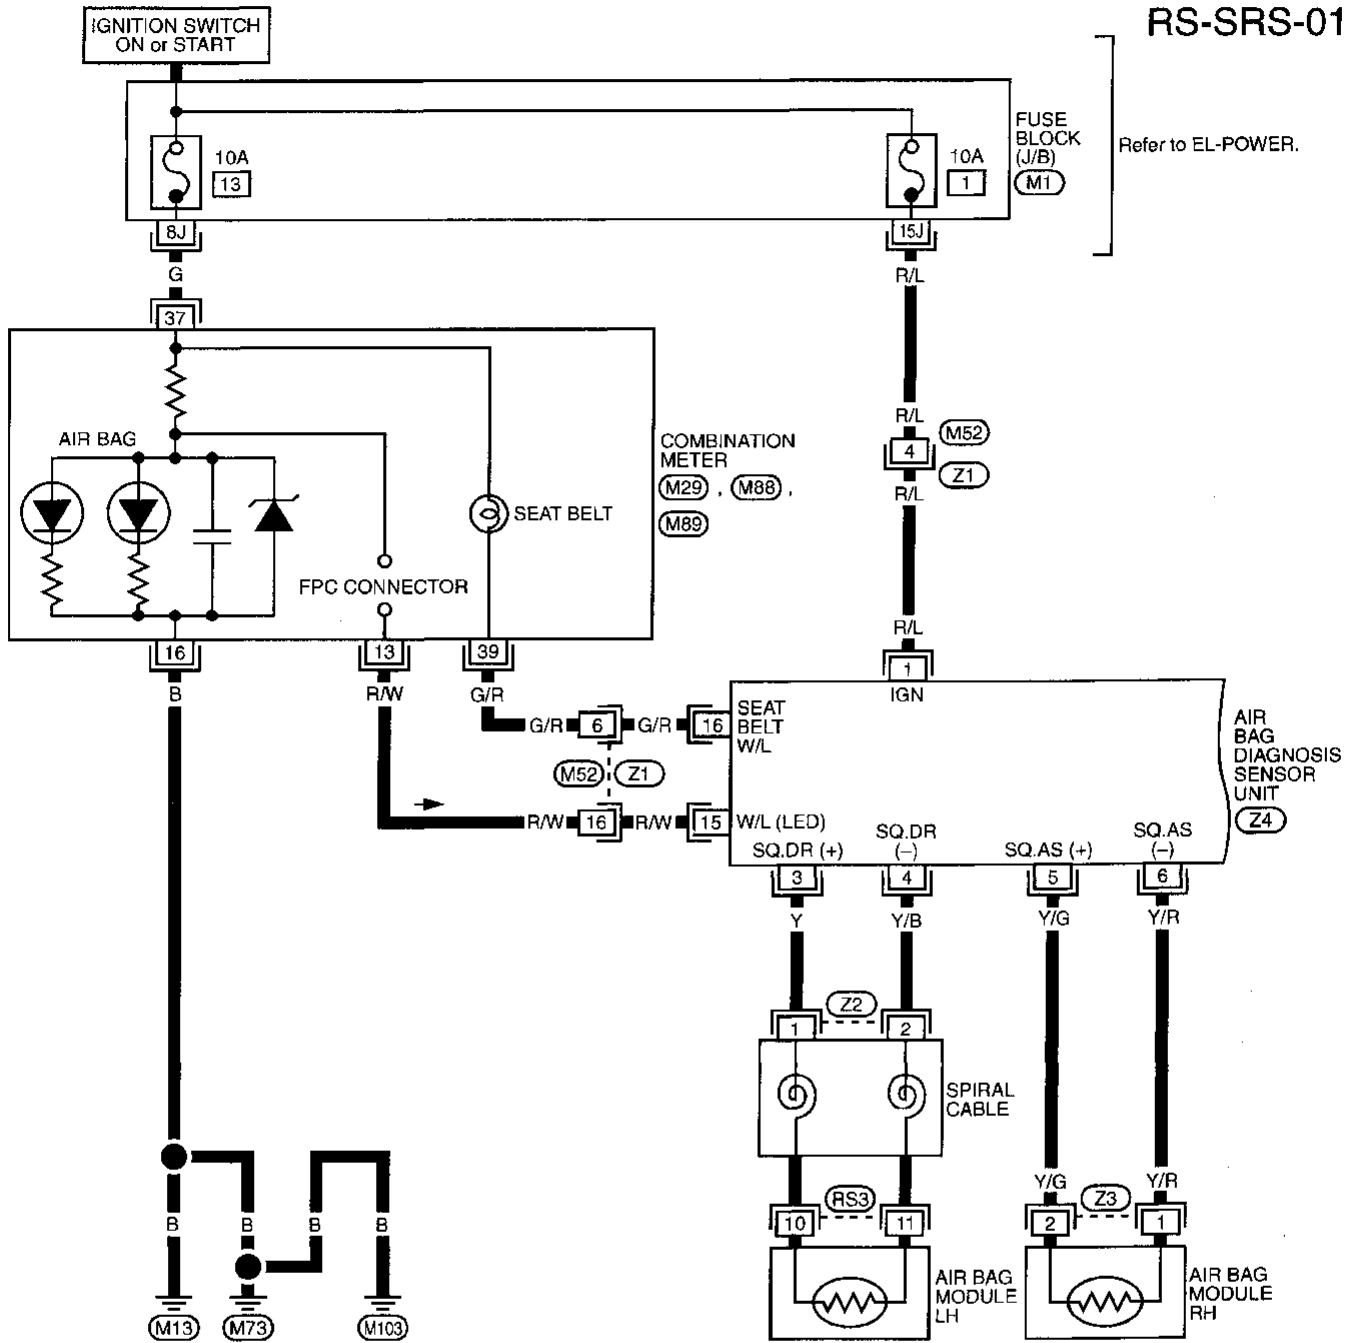 RS-SRS-01
IGNITION SWITCH
ON or START
FUSE
BLOCK
(J/B)
M1
Refer to EL-POWER.
10A
13
10A
1
8J
15J
G
R/L
37
AIR BAG
COMBINATION
METER
M29 , M88 ,
M89
SEAT BELT
FPC CONNECTOR
R/L
4
M52
Z1
R/L
R/L
1
IGN
16
13
39
B
R/W
G/R
G/R
6
G/R
16
SEAT
BELT
W/L
M52
Z1
R/W
16
R/W
15
W/L (LED)
AIR
BAG
DIAGNOSIS
SENSOR
UNIT
Z4
SQ.DR (+)
SQ.DR
(–)
SQ.AS (+)
SQ.AS
(–)
3
4
5
6
Y
Y/B
Y/G
Y/R
Z2
1
2
SPIRAL
CABLE
Y/G
Y/R
RS3
Z3
10
11
2
1
B
B
B
B
AIR BAG
MODULE
LH
AIR BAG
MODULE
RH
M13
M73
M103